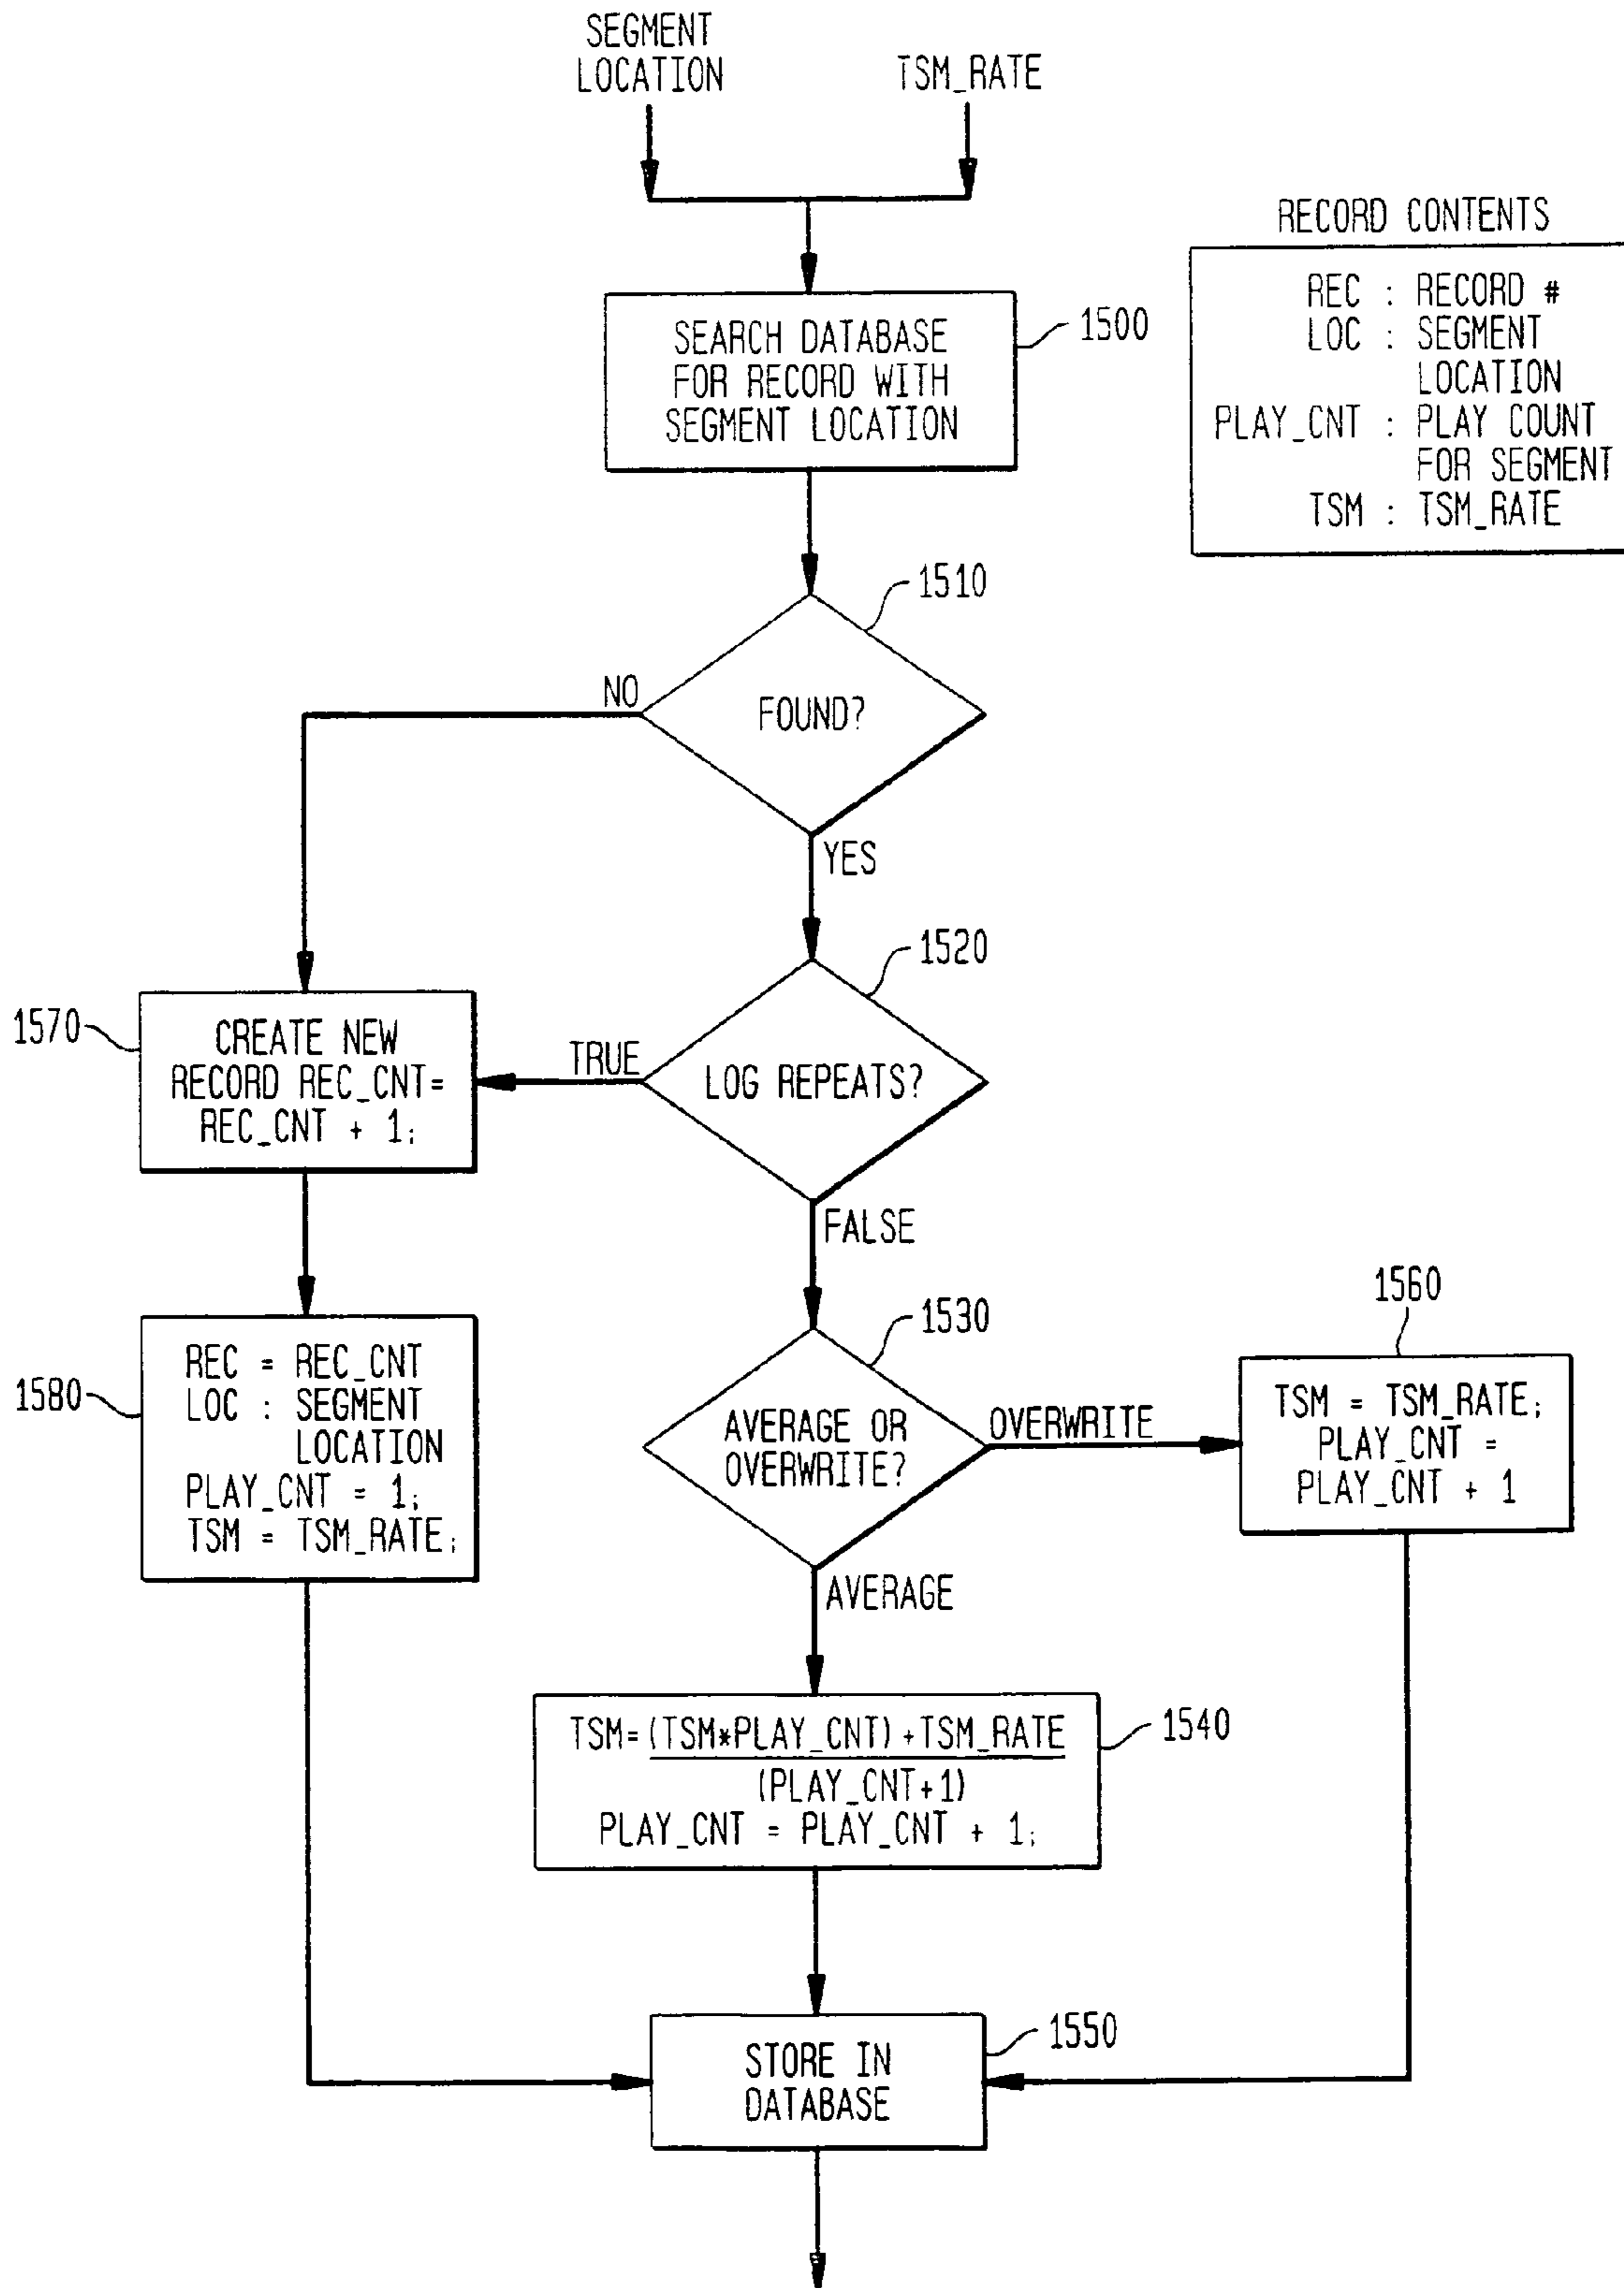 SEGMENT
LOCATION
TSM_RATE
RECORD CONTENTS
REC : RECORD #
LOC : SEGMENT
LOCATION
PLAY_CNT : PLAY COUNT
FOR SEGMENT
TSM : TSM_RATE
SEARCH DATABASE
FOR RECORD WITH
SEGMENT LOCATION
1500
1510
FOUND?
NO
YES
1520
LOG REPEATS?
TRUE
FALSE
1570
CREATE NEW
RECORD REC_CNT=
REC_CNT + 1;
1580
REC = REC_CNT
LOC : SEGMENT
LOCATION
PLAY_CNT = 1;
TSM = TSM_RATE;
1530
AVERAGE OR
OVERWRITE?
OVERWRITE
AVERAGE
1560
TSM = TSM_RATE;
PLAY_CNT =
PLAY_CNT + 1
TSM=(TSM*PLAY_CNT)+TSM_RATE
(PLAY_CNT+1)
PLAY_CNT = PLAY_CNT + 1;
1540
STORE IN
DATABASE
1550